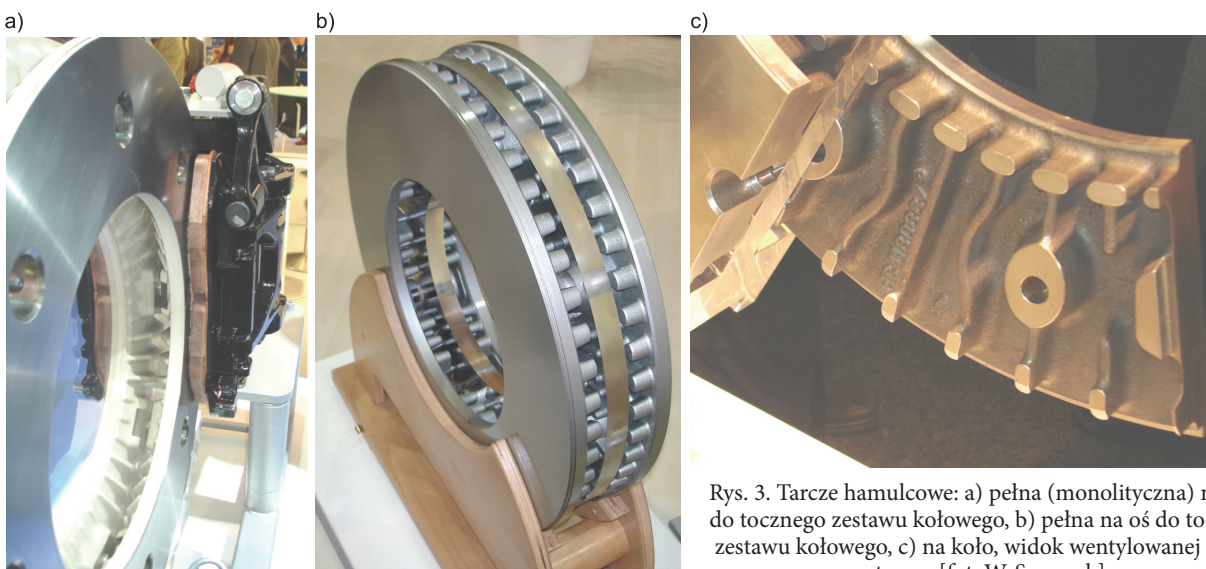 a)
b)
c)
Rys. 3. Tarcze hamulcowe: a) pełna (monolityczna)
do tocznego zestawu kołowego, b) pełna na oś do
zestawu kołowego, c) na koło, widok wentylowanej